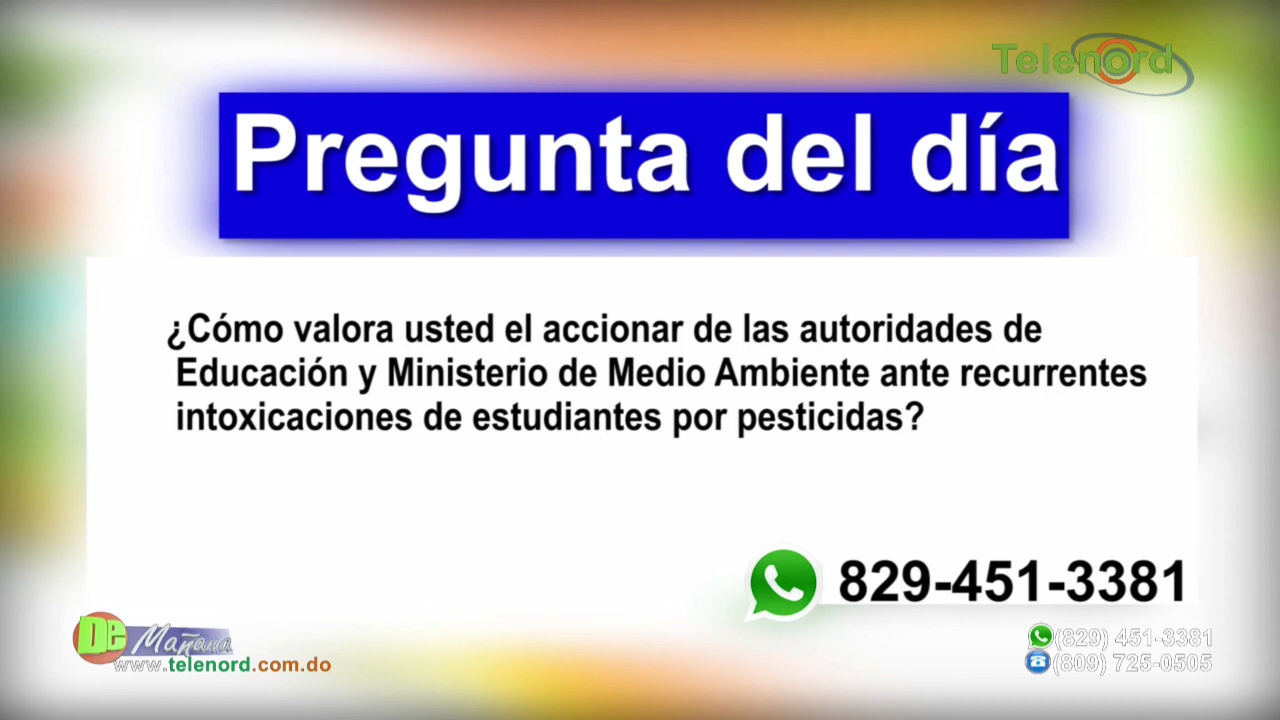 Telenord
Pregunta del día
¿Cómo valora usted el accionar de las autoridades de
Educación y Ministerio de Medio Ambiente ante recurrentes
intoxicaciones de estudiantes por pesticidas?
829-451-3381
De Mañana
www.telenord.com.do
(829) 451-3381
(809) 725-0505